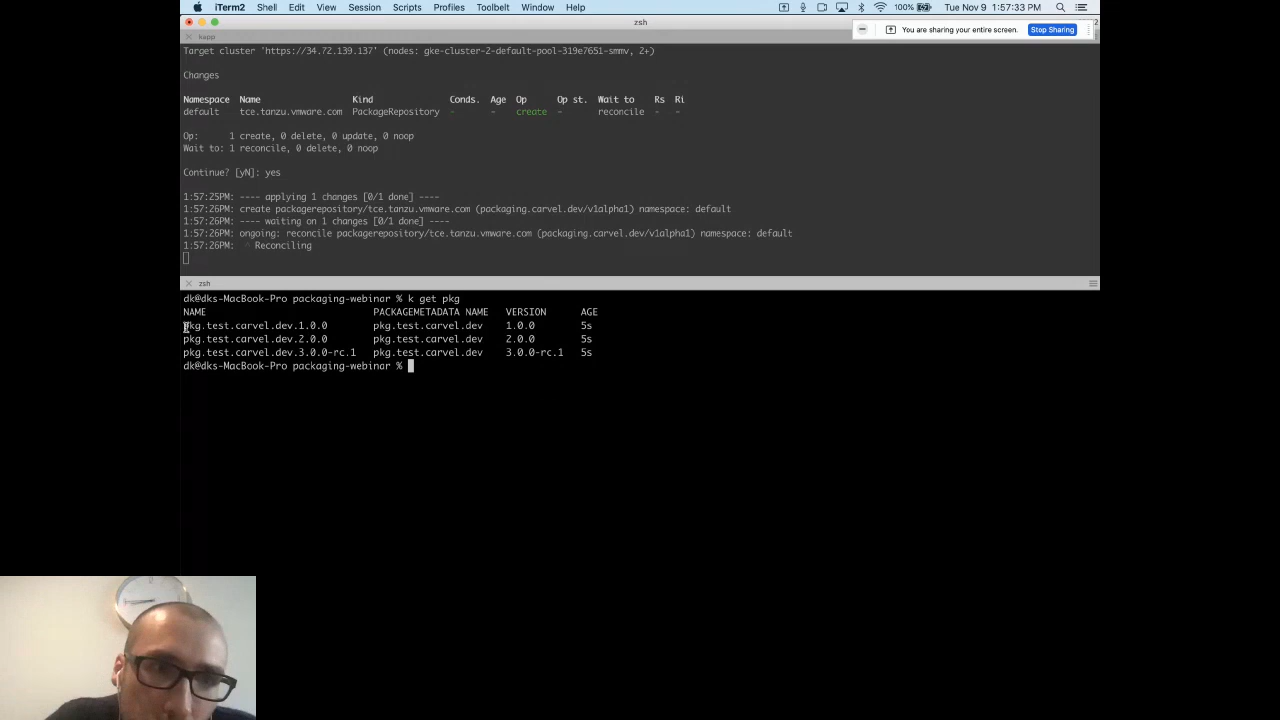 iTerm2 Shell Edit View Session Scripts Profiles Toolbelt Window Help 100% Tue Nov 9 1:57:33 PM
zsh
You are sharing your entire screen. Stop Sharing
kapp
Target cluster 'https://34.72.139.137' (nodes: gke-cluster-2-default-pool-319e7651-smmv, 2+)
Changes
Namespace Name Kind Conds. Age Op Op st. Wait to Rs Ri
default tce.tanzu.vmware.com PackageRepository - - create - reconcile - -
Op: 1 create, 0 delete, 0 update, 0 noop
Wait to: 1 reconcile, 0 delete, 0 noop
Continue? [yN]: yes
1:57:25PM: ---- applying 1 changes [0/1 done] ----
1:57:26PM: create packagerepository/tce.tanzu.vmware.com (packaging.carvel.dev/v1alpha1) namespace: default
1:57:26PM: ---- waiting on 1 changes [0/1 done] ----
1:57:26PM: ongoing: reconcile packagerepository/tce.tanzu.vmware.com (packaging.carvel.dev/v1alpha1) namespace: default
1:57:26PM: ^ Reconciling
zsh
dk@dks-MacBook-Pro packaging-webinar % k get pkg
NAME PACKAGEMETADATA NAME VERSION AGE
pkg.test.carvel.dev.1.0.0 pkg.test.carvel.dev 1.0.0 5s
pkg.test.carvel.dev.2.0.0 pkg.test.carvel.dev 2.0.0 5s
pkg.test.carvel.dev.3.0.0-rc.1 pkg.test.carvel.dev 3.0.0-rc.1 5s
dk@dks-MacBook-Pro packaging-webinar %